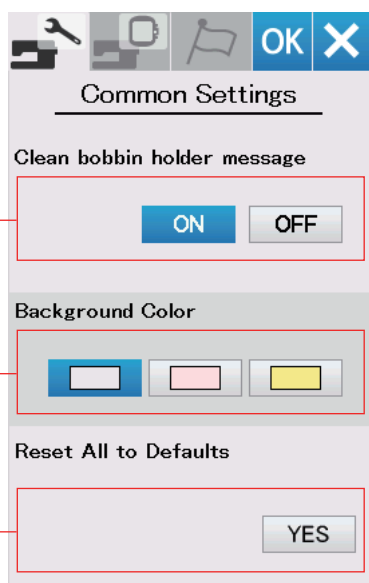 OK
Common Settings
Clean bobbin holder message
ON OFF
Background Color
Reset All to Defaults
YES